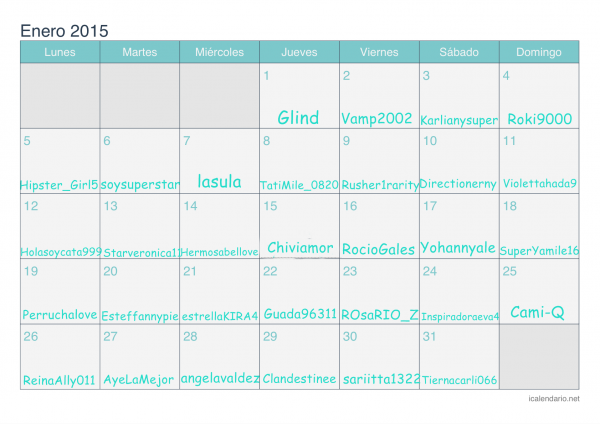 Enero 2015
Lunes Martes Miércoles Jueves Viernes Sábado Domingo
1 2 3 4
Glind Vamp2002 Karlianysuper Roki9000
5 6 7 8 9 10 11
Hipster_Girl5 soysuperstar lasula TatiMile_0820 Rusher1rarity Directionerny Violettahada9
12 13 14 15 16 17 18
Holasoycata999 Starveronica11 Hermosabellove Chiviamor RocioGales Yohannyale SuperYamile16
19 20 21 22 23 24 25
Perruchalove Esteffannypie estrellaKIRA4 Guada96311 ROsaRIO_Z Inspiradoraeva4 Cami-Q
26 27 28 29 30 31
ReinaAlly011 AyeLaMejor angelavaldez Clandestinee sariitta1322 Tiernacarli066
icalendario.net